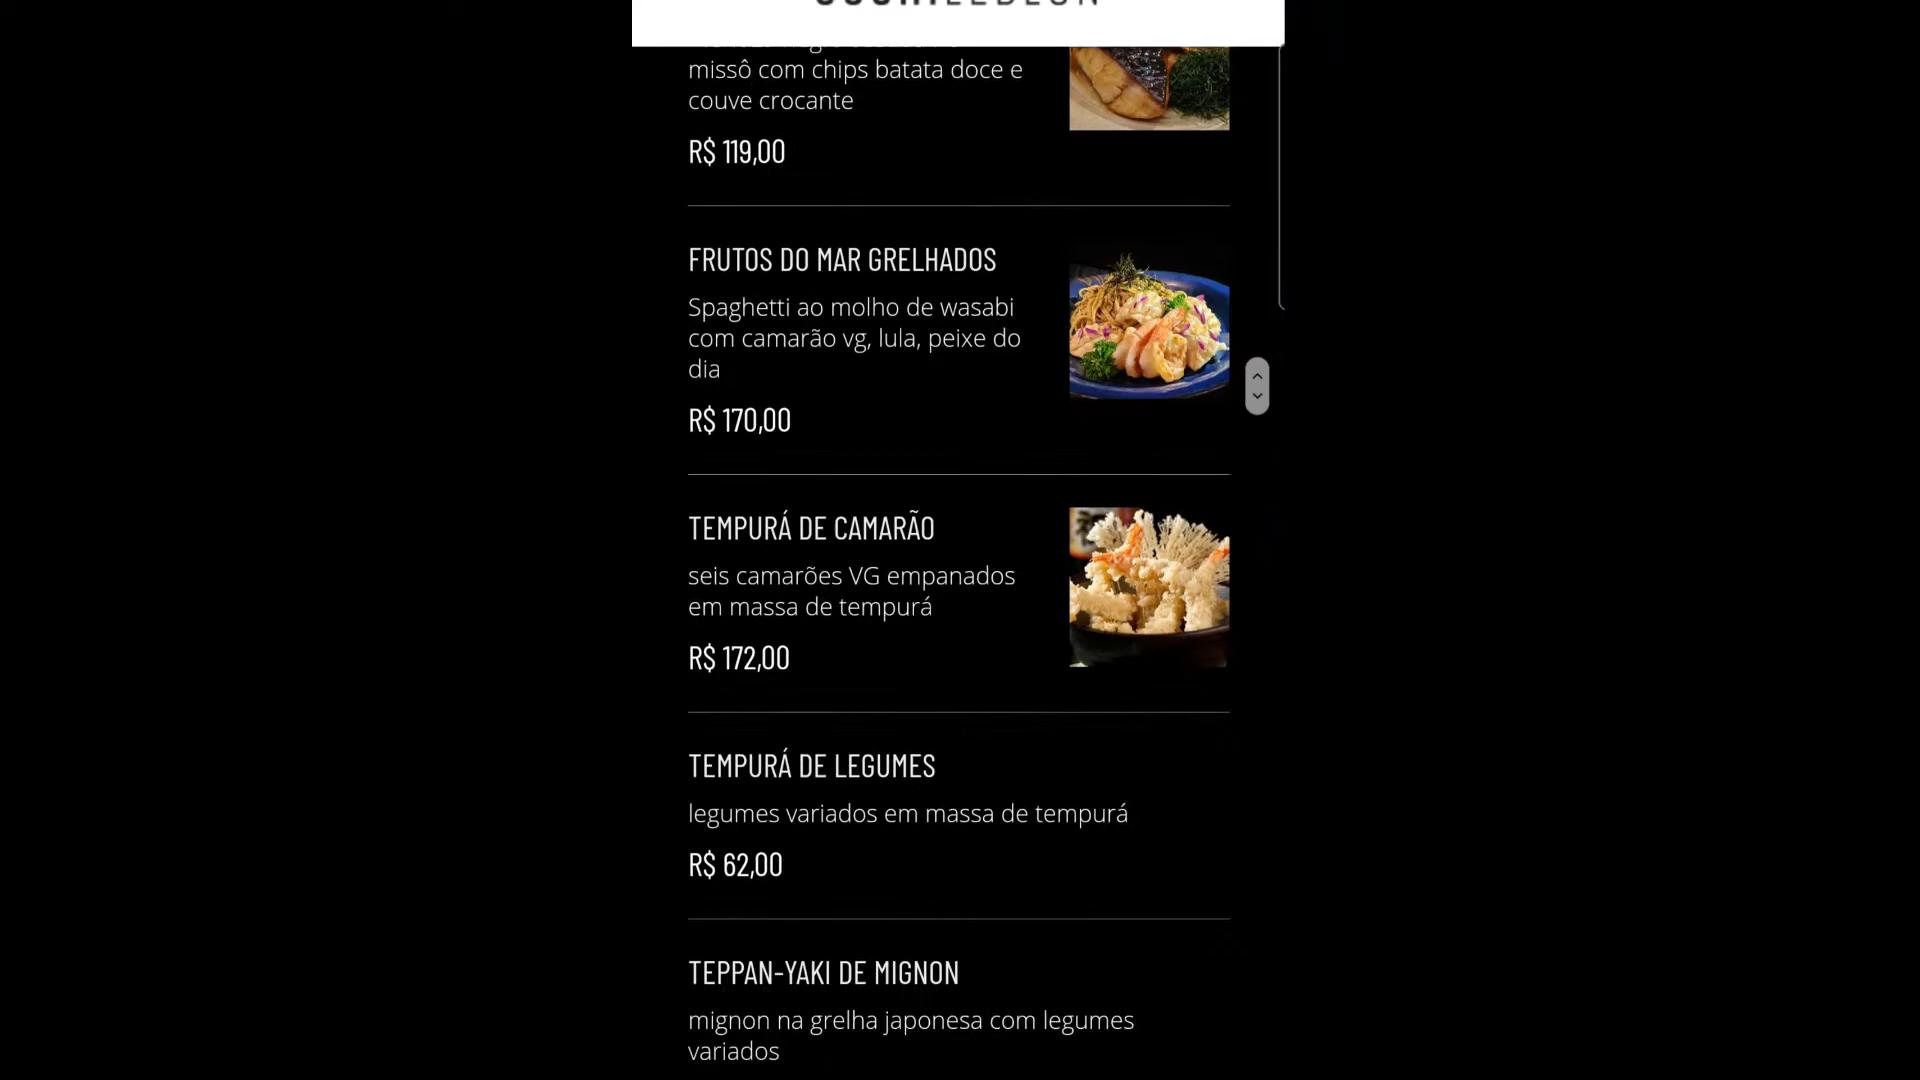 missô com chips batata doce e
couve crocante
R$ 119,00
FRUTOS DO MAR GRELHADOS
Spaghetti ao molho de wasabi
com camarão vg, lula, peixe do
dia
R$ 170,00
TEMPURÁ DE CAMARÃO
seis camarões VG empanados
em massa de tempurá
R$ 172,00
TEMPURÁ DE LEGUMES
legumes variados em massa de tempurá
R$ 62,00
TEPPAN-YAKI DE MIGNON
mignon na grelha japonesa com legumes
variados